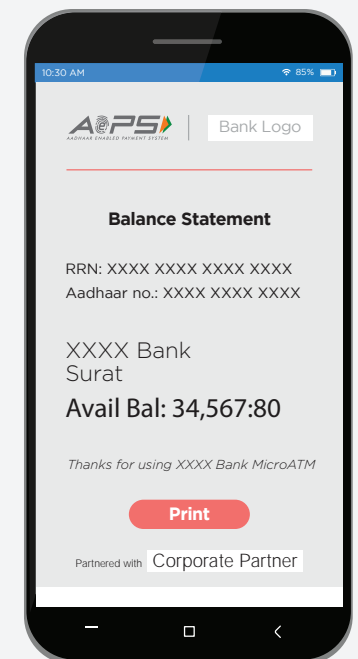 10:30 AM 85%
AePS
AADHAAR ENABLED PAYMENT SYSTEM
Bank Logo
Balance Statement
RRN: XXXX XXXX XXXX XXXX
Aadhaar no.: XXXX XXXX XXXX
XXXX Bank
Surat
Avail Bal: 34,567:80
Thanks for using XXXX Bank MicroATM
Print
Partnered with Corporate Partner